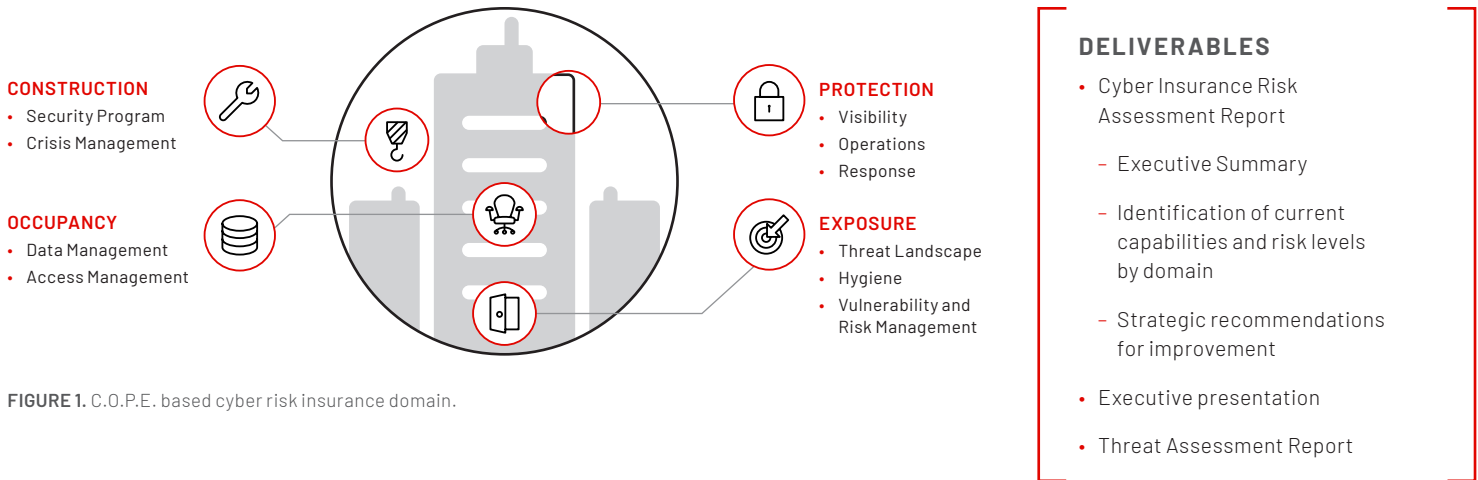 CONSTRUCTION
• Security Program
• Crisis Management
OCCUPANCY
• Data Management
• Access Management
PROTECTION
• Visibility
• Operations
• Response
EXPOSURE
• Threat Landscape
• Hygiene
• Vulnerability and
Risk Management
FIGURE 1. C.O.P.E. based cyber risk insurance domain.
DELIVERABLES
• Cyber Insurance Risk
Assessment Report
– Executive Summary
– Identification of current
capabilities and risk levels
by domain
– Strategic recommendations
for improvement
• Executive presentation
• Threat Assessment Report